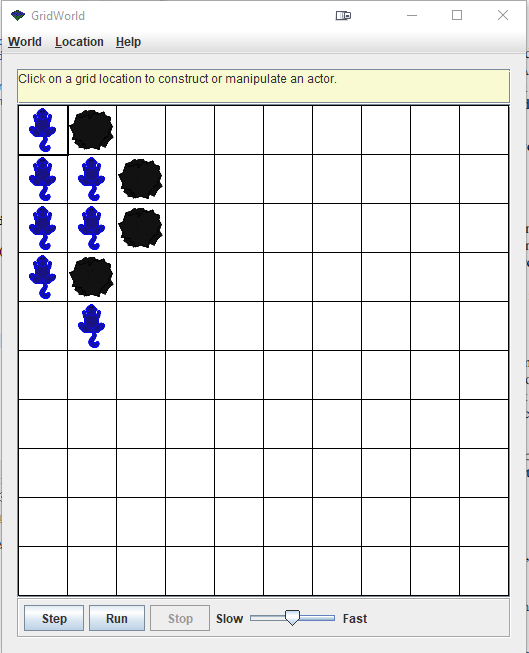 GridWorld
World Location Help
Click on a grid location to construct or manipulate an actor.
Step Run Stop Slow Fast